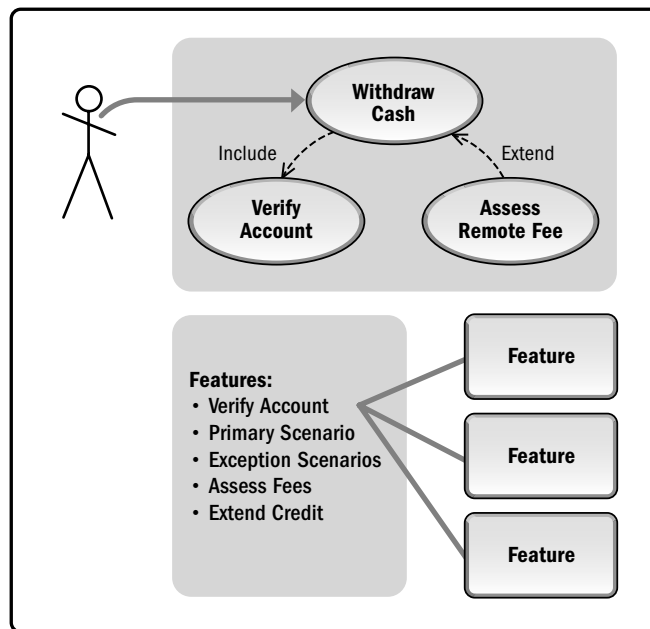 Withdraw
Cash
Include
Extend
Verify
Account
Assess
Remote Fee
Features:
• Verify Account
• Primary Scenario
• Exception Scenarios
• Assess Fees
• Extend Credit
Feature
Feature
Feature